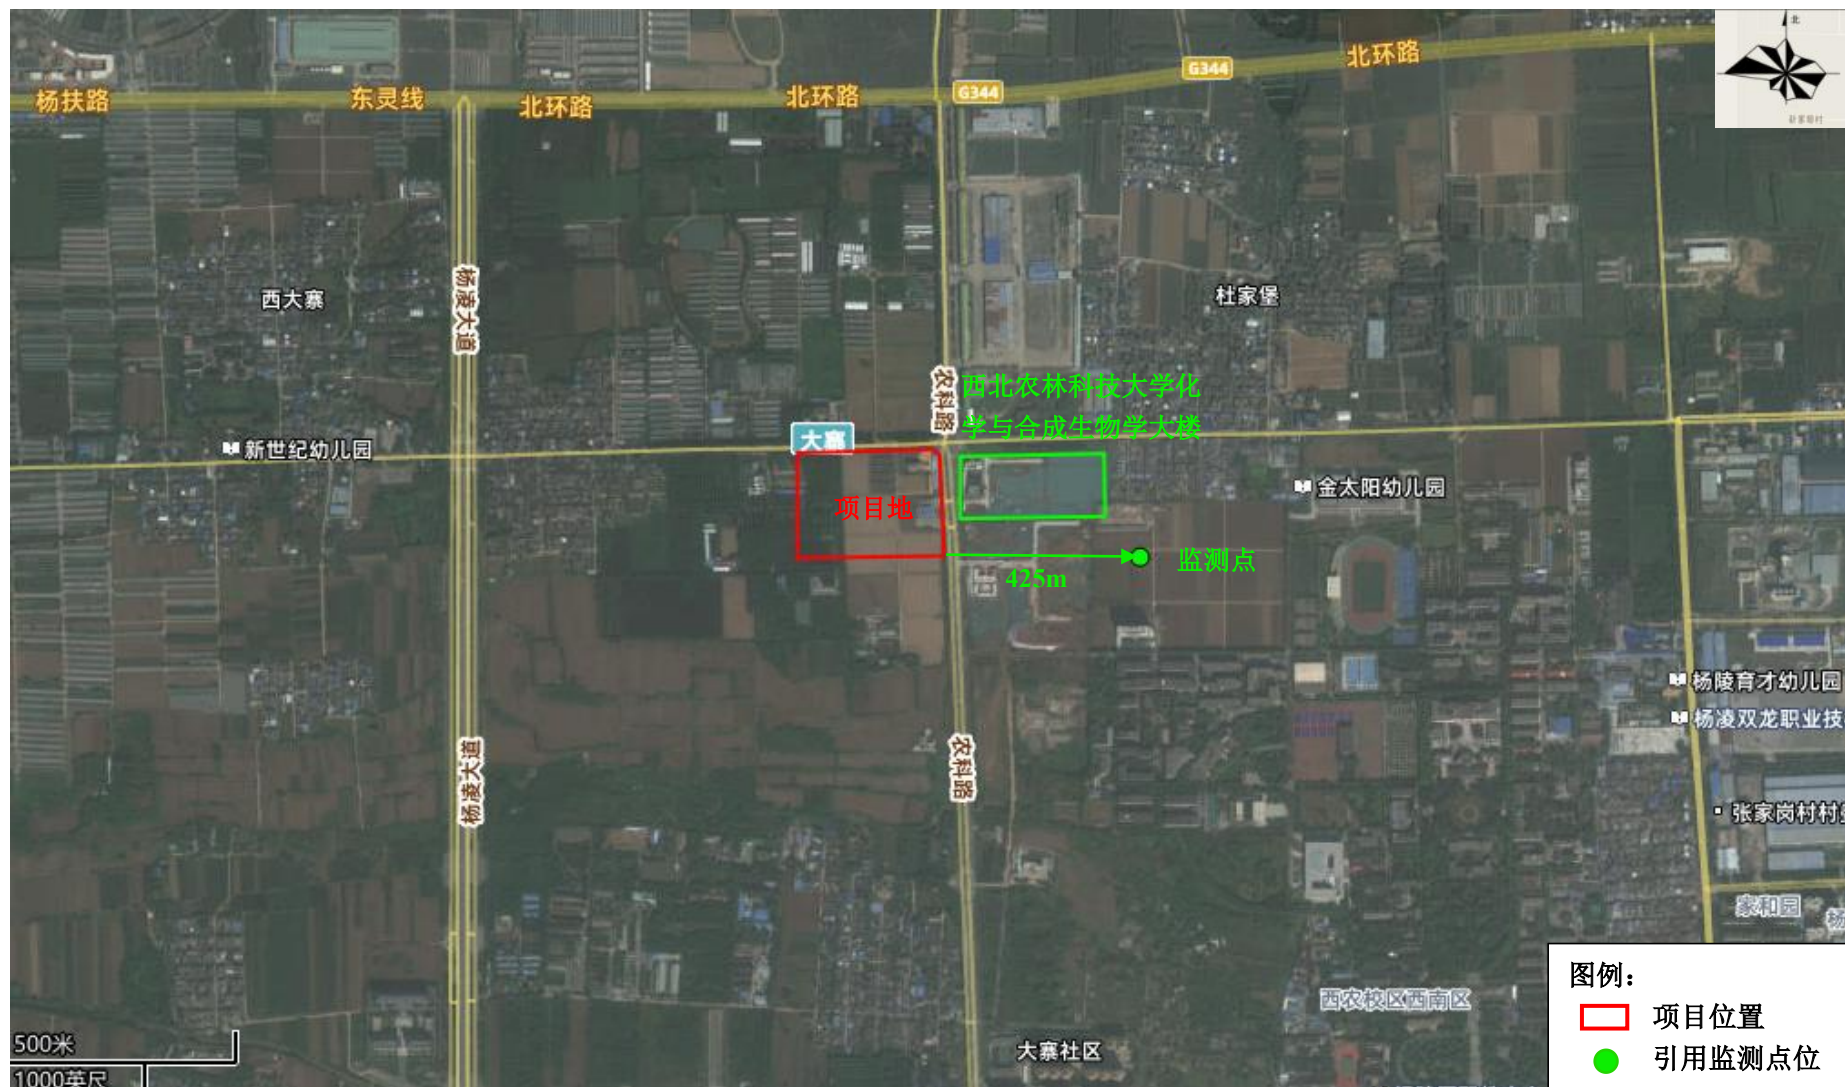 北
杨扶路
东灵线
北环路
北环路
G344
G344
北环路
西大寨
杨凌大道
杜家堡
农科路
西北农林科技大学化
学与合成生物学大楼
大寨
新世纪幼儿园
项目地
金太阳幼儿园
监测点
425m
杨陵育才幼儿园
杨凌双龙职业技
杨凌大道
农科路
张家岗村村
家和园
杨
西农校区西南区
大寨社区
500米
1000英尺
图例：
项目位置
引用监测点位